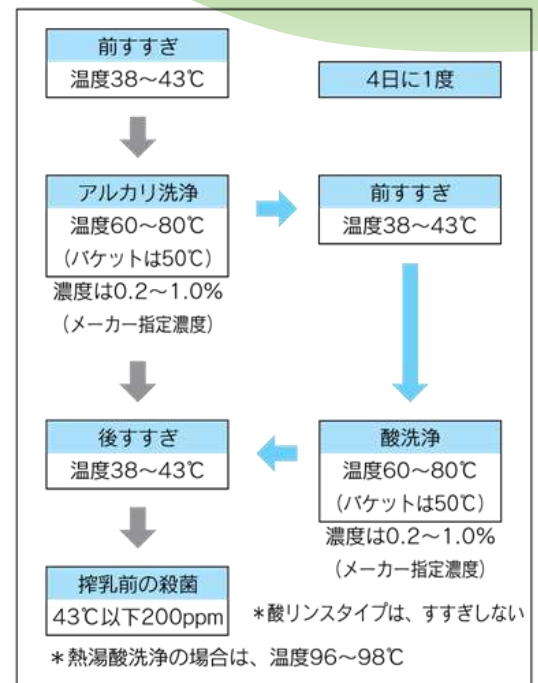 前すすぎ
温度38〜43℃
4日に1度
アルカリ洗浄
温度60〜80℃
(バケットは50℃)
濃度は0.2〜1.0%
(メーカー指定濃度)
前すすぎ
温度38〜43℃
後すすぎ
温度38〜43℃
酸洗浄
温度60〜80℃
(バケットは50℃)
濃度は0.2〜1.0%
(メーカー指定濃度)
搾乳前の殺菌
43℃以下200ppm
*酸リンスタイプは、すすぎしない
*熱湯酸洗浄の場合は、温度96〜98℃